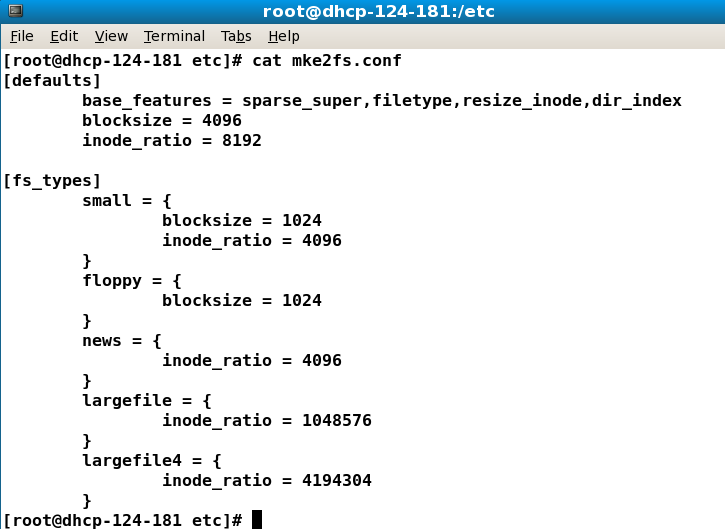 root@dhcp-124-181:/etc
File Edit View Terminal Tabs Help
[root@dhcp-124-181 etc]# cat mke2fs.conf
[defaults]
        base_features = sparse_super,filetype,resize_inode,dir_index
        blocksize = 4096
        inode_ratio = 8192

[fs_types]
        small = {
                blocksize = 1024
                inode_ratio = 4096
        }
        floppy = {
                blocksize = 1024
        }
        news = {
                inode_ratio = 4096
        }
        largefile = {
                inode_ratio = 1048576
        }
        largefile4 = {
                inode_ratio = 4194304
        }
[root@dhcp-124-181 etc]#